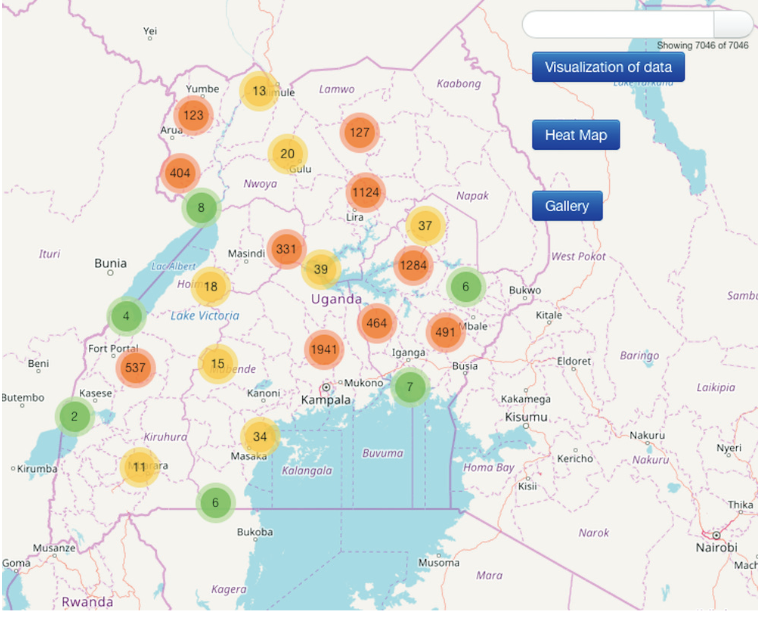 Yei
Showing 7046 of 7046
Visualization of data
Yumbe
13
Lamwo
Kaabong
123
Arua
127
Heat Map
20
Gulu
404
Nwoya
1124
Napak
Gallery
8
Lira
37
Ituri
Masindi
331
West Pokot
Bunia
Lac Albert
39
1284
18
6
Bukwo
Uganda
4
Lake Victoria
464
Kitale
491
Mbale
Fort Portal
1941
Iganga
Beni
537
15
Busia
Eldoret
Baringo
Kasese
Kanoni
Mukono
7
Laikipia
Butembo
Kampala
Kakamega
2
Kisumu
Kiruhura
34
Nakuru
Masaka
Buvuma
Nyeri
Kirumba
11
Kalangala
Homa Bay
Kericho
Nakuru
Kisii
6
Thika
Bukoba
Narok
Musanze
Nairobi
Goma
Musoma
Mara
Kagera
Rwanda